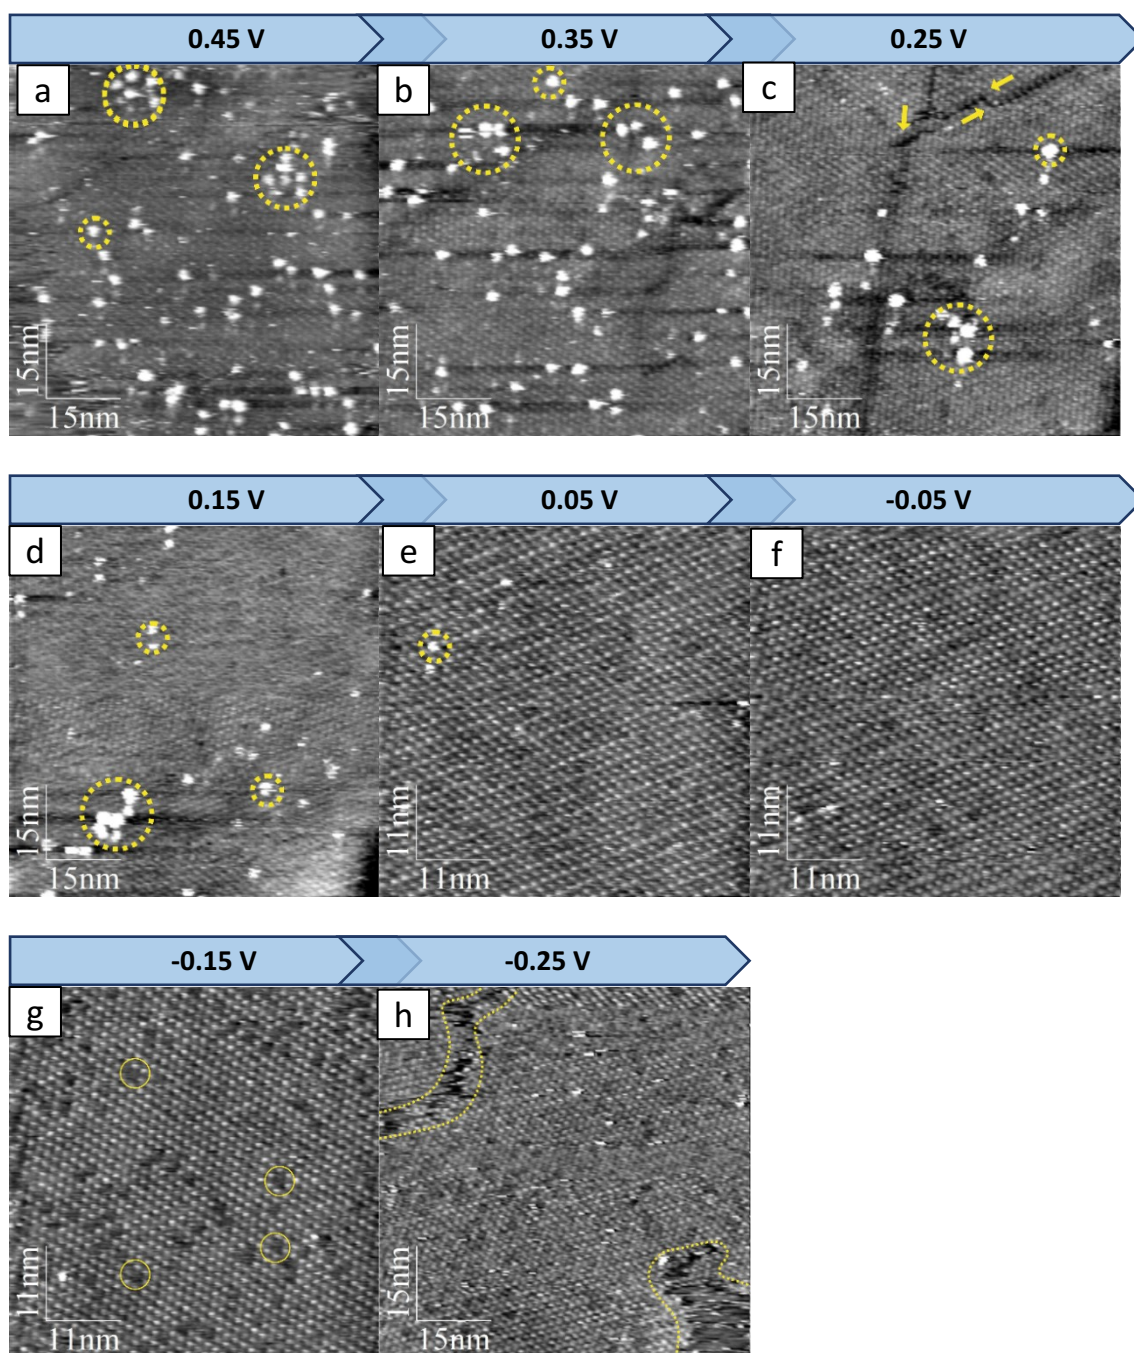 0.45 V 0.35 V 0.25 V
a b c
15nm 15nm 15nm
15nm 15nm 15nm
0.15 V 0.05 V -0.05 V
d e f
15nm 11nm 11nm
15nm 11nm 11nm
-0.15 V -0.25 V
g h
11nm 15nm
11nm 15nm